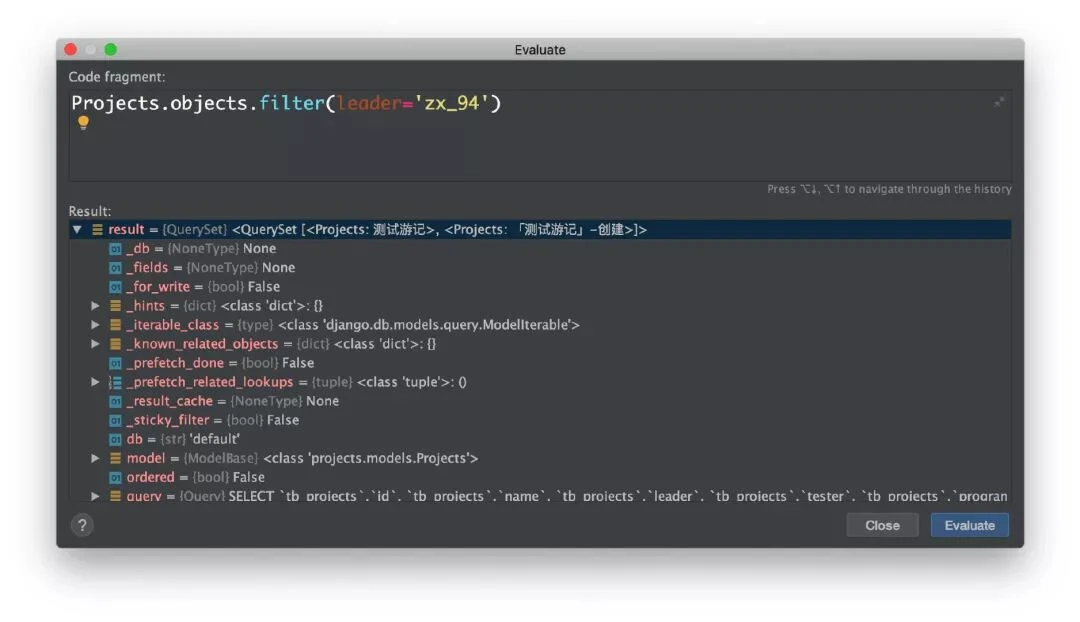 Evaluate
Code fragment:
Projects.objects.filter(leader='zx_94')
Press ⌥↓, ⌥↑ to navigate through the history
Result:
result = {QuerySet} <QuerySet [<Projects: 测试游记>, <Projects: 「测试游记」-创建>]>
_db = {NoneType} None
_fields = {NoneType} None
_for_write = {bool} False
_hints = {dict} <class 'dict'>: {}
_iterable_class = {type} <class 'django.db.models.query.ModelIterable'>
_known_related_objects = {dict} <class 'dict'>: {}
_prefetch_done = {bool} False
_prefetch_related_lookups = {tuple} <class 'tuple'>: ()
_result_cache = {NoneType} None
_sticky_filter = {bool} False
db = {str} 'default'
model = {ModelBase} <class 'projects.models.Projects'>
ordered = {bool} False
query = {Query} SELECT `tb_projects`.`id`, `tb_projects`.`name`, `tb_projects`.`leader`, `tb_projects`.`tester`, `tb_projects`.`progran
? Close Evaluate